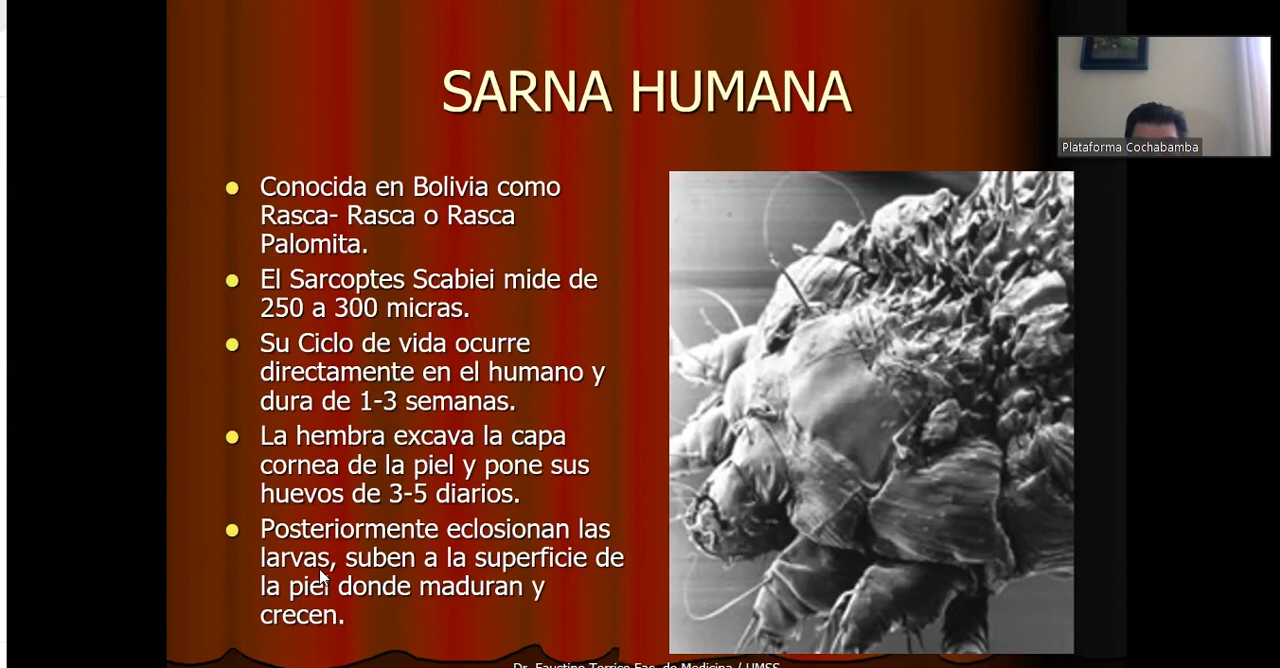 SARNA HUMANA
Plataforma Cochabamba
Conocida en Bolivia como
Rasca- Rasca o Rasca
Palomita.
El Sarcoptes Scabiei mide de
250 a 300 micras.
Su Ciclo de vida ocurre
directamente en el humano y
dura de 1-3 semanas.
La hembra excava la capa
cornea de la piel y pone sus
huevos de 3-5 diarios.
Posteriormente eclosionan las
larvas, suben a la superficie de
la piel donde maduran y
crecen.
Dr. Faustino Torrico Fac. de Medicina / UMSS